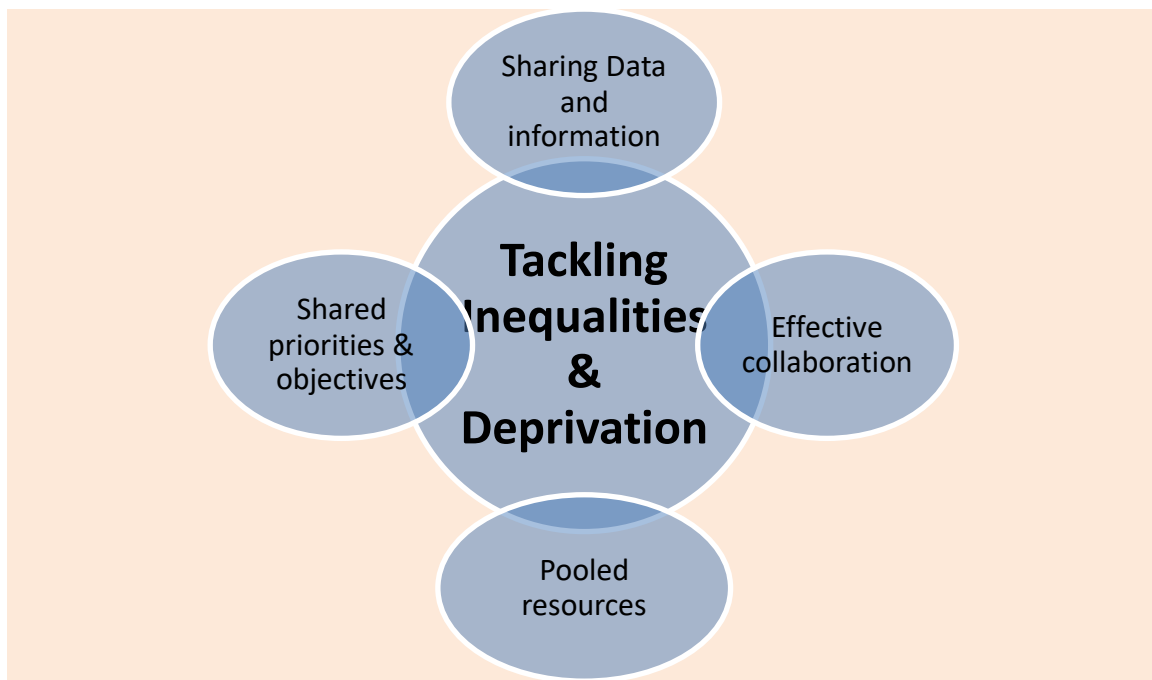 Sharing Data
and
information
Tackling
Inequalities
&
Deprivation
Shared
priorities &
objectives
Effective
collaboration
Pooled
resources